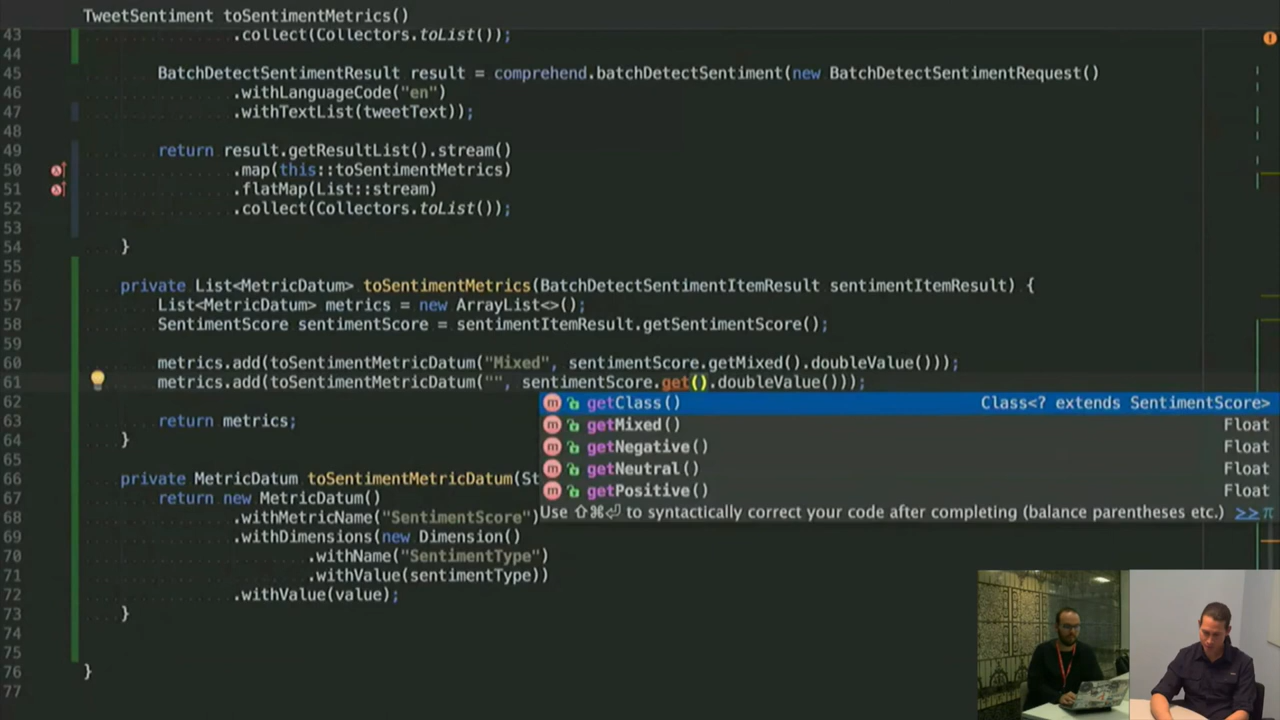 TweetSentiment toSentimentMetrics()
43 .collect(Collectors.toList());
44
45 BatchDetectSentimentResult result = comprehend.batchDetectSentiment(new BatchDetectSentimentRequest()
46 .withLanguageCode("en")
47 .withTextList(tweetText));
48
49 return result.getResultList().stream()
50 .map(this::toSentimentMetrics)
51 .flatMap(List::stream)
52 .collect(Collectors.toList());
53
54 }
55
56 private List<MetricDatum> toSentimentMetrics(BatchDetectSentimentItemResult sentimentItemResult) {
57 List<MetricDatum> metrics = new ArrayList<>();
58 SentimentScore sentimentScore = sentimentItemResult.getSentimentScore();
59
60 metrics.add(toSentimentMetricDatum("Mixed", sentimentScore.getMixed().doubleValue()));
61 metrics.add(toSentimentMetricDatum("", sentimentScore.get().doubleValue()));
62 getClass() Class<? extends SentimentScore>
63 return metrics; getMixed() Float
64 } getNegative() Float
65 getNeutral() Float
66 private MetricDatum toSentimentMetricDatum(St
67 return new MetricDatum() getPositive() Float
68 .withMetricName("SentimentScore") Use ⇧⌘⏎ to syntactically correct your code after completing (balance parentheses etc.) >> π
69 .withDimensions(new Dimension()
70 .withName("SentimentType")
71 .withValue(sentimentType))
72 .withValue(value);
73 }
74
75
76 }
77